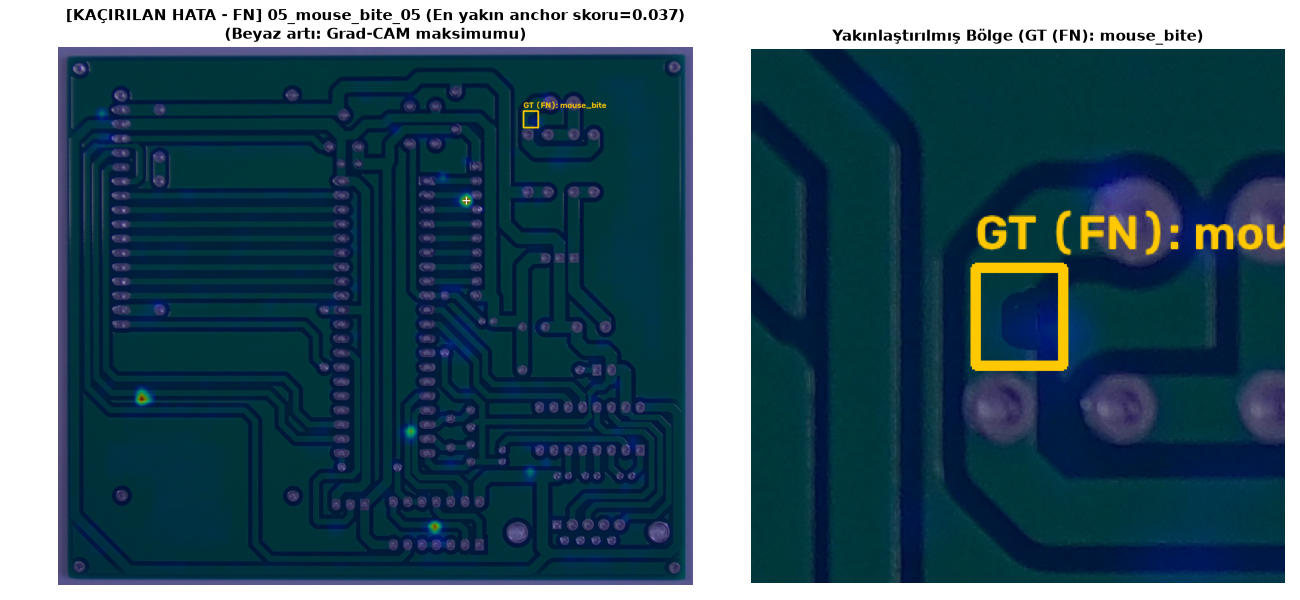 [KAÇIRILAN HATA - FN] 05_mouse_bite_05 (En yakın anchor skoru=0.037)
(Beyaz artı: Grad-CAM maksimumu)
GT (FN): mouse_bite
Yakınlaştırılmış Bölge (GT (FN): mouse_bite)
GT (FN): mou